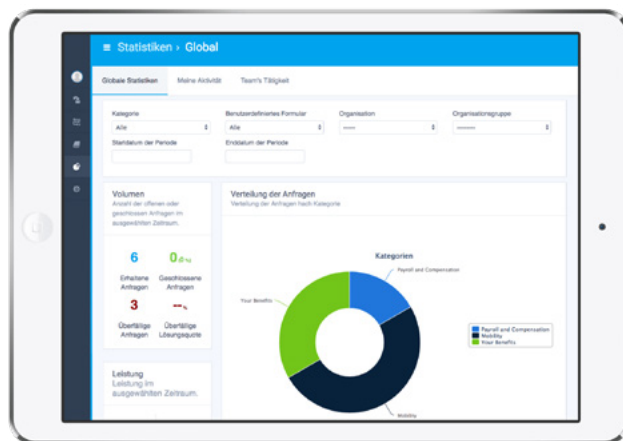 Statistiken › Global
Globale Statistiken Meine Aktivität Team's Tätigkeit
Kategorie Benutzerdefiniertes Formular Organisation Organisationsgruppe
Alle Alle ----- --------
Startdatum der Periode Enddatum der Periode
Volumen
Anzahl der offenen oder
geschlossen Anfragen im
ausgewählten Zeitraum.
6 0
Erhaltene Geschlossene
Anfragen Anfragen
3 --%
Überfällige Überfällige
Anfragen Lösungsquote
Leistung
Leistung im
ausgewählten Zeitraum.
Verteilung der Anfragen
Verteilung der Anfragen nach Kategorie
Kategorien
Payroll and Compensation
Your Benefits
Mobility
Payroll and Compensation
Mobility
Your Benefits